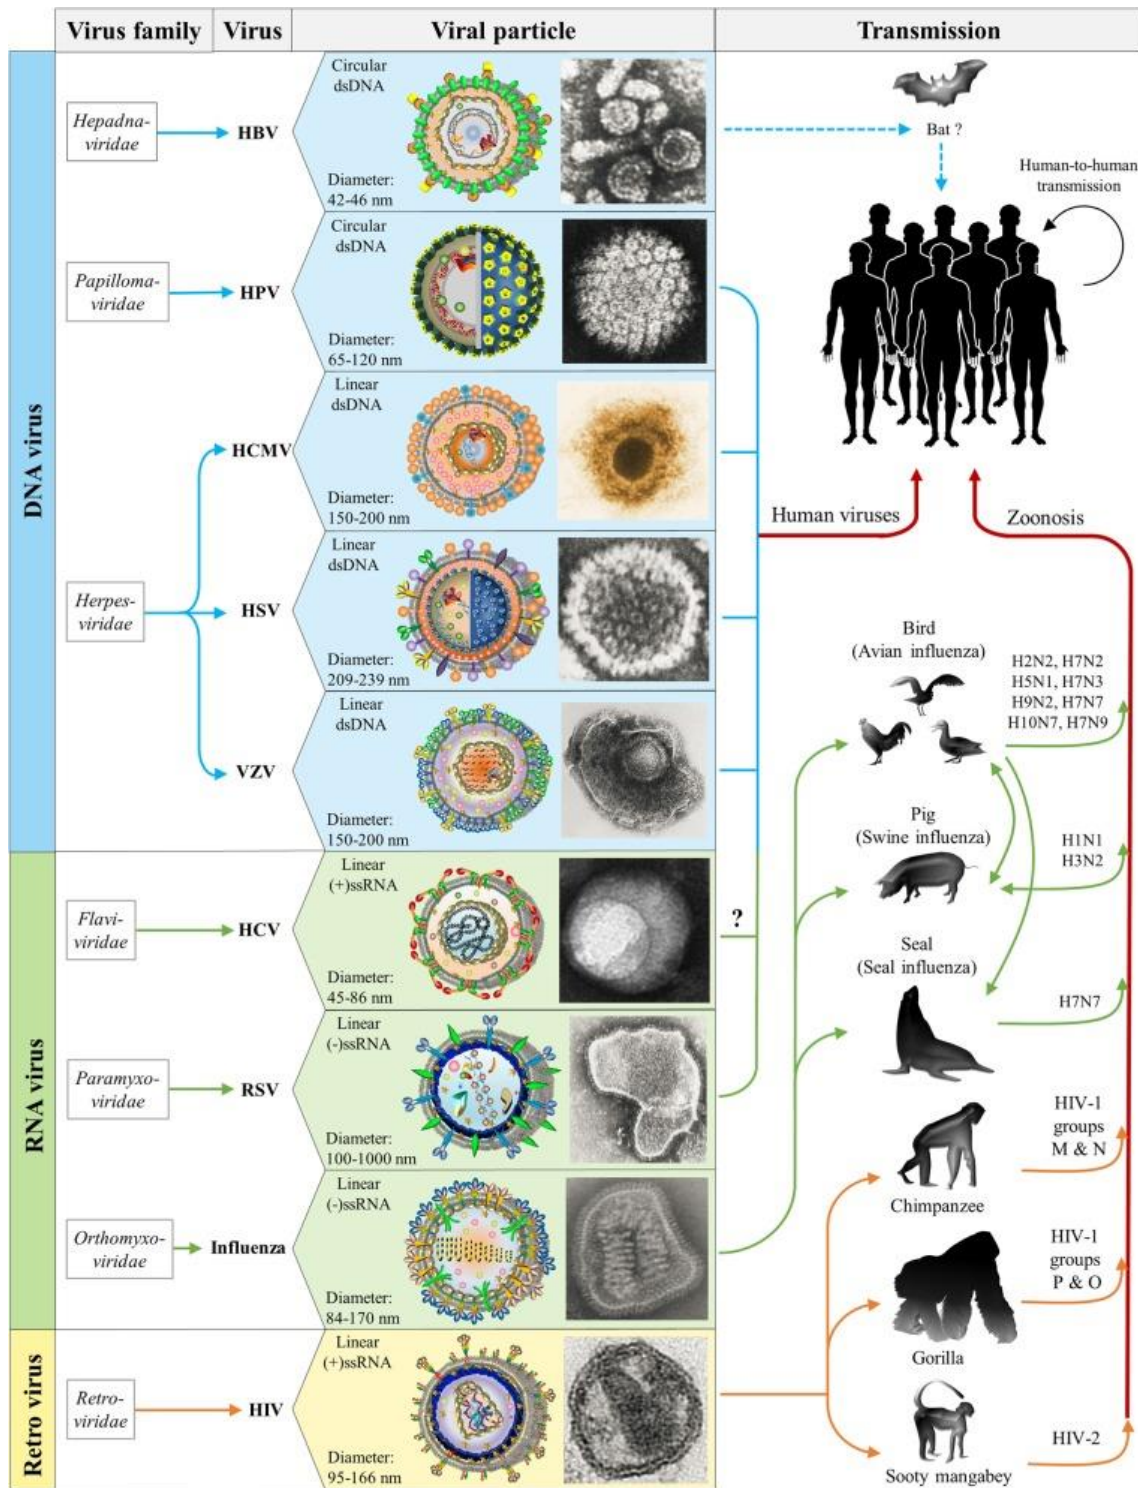 Virus family
Virus
Viral particle
Transmission
DNA virus
Hepadna-
viridae
HBV
Circular
dsDNA
Diameter:
42-46 nm
Bat ?
Human-to-human
transmission
Papilloma-
viridae
HPV
Circular
dsDNA
Diameter:
65-120 nm
Herpes-
viridae
HCMV
Linear
dsDNA
Diameter:
150-200 nm
HSV
Linear
dsDNA
Diameter:
209-239 nm
VZV
Linear
dsDNA
Diameter:
150-200 nm
Human viruses
Zoonosis
RNA virus
Flavi-
viridae
HCV
Linear
(+)ssRNA
Diameter:
45-86 nm
?
Paramyxo-
viridae
RSV
Linear
(-)ssRNA
Diameter:
100-1000 nm
Orthomyxo-
viridae
Influenza
Linear
(-)ssRNA
Diameter:
84-170 nm
Bird
(Avian influenza)
H2N2, H7N2
H5N1, H7N3
H9N2, H7N7
H10N7, H7N9
Pig
(Swine influenza)
H1N1
H3N2
Seal
(Seal influenza)
H7N7
Retro virus
Retro-
viridae
HIV
Linear
(+)ssRNA
Diameter:
95-166 nm
HIV-1
groups
M & N
Chimpanzee
HIV-1
groups
P & O
Gorilla
HIV-2
Sooty mangabey